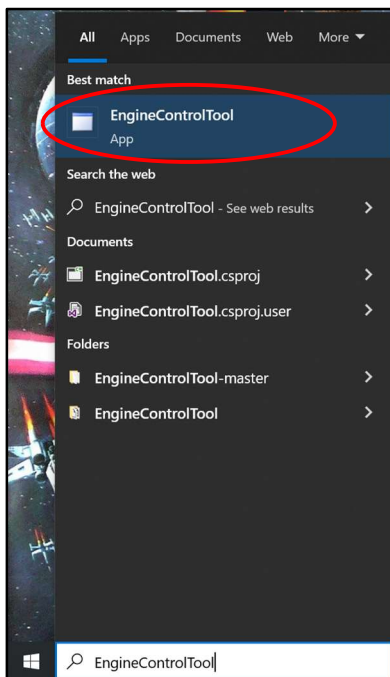 All Apps Documents Web More
Best match
EngineControlTool
App
Search the web
EngineControlTool - See web results
Documents
EngineControlTool.csproj
EngineControlTool.csproj.user
Folders
EngineControlTool-master
EngineControlTool
EngineControlTool